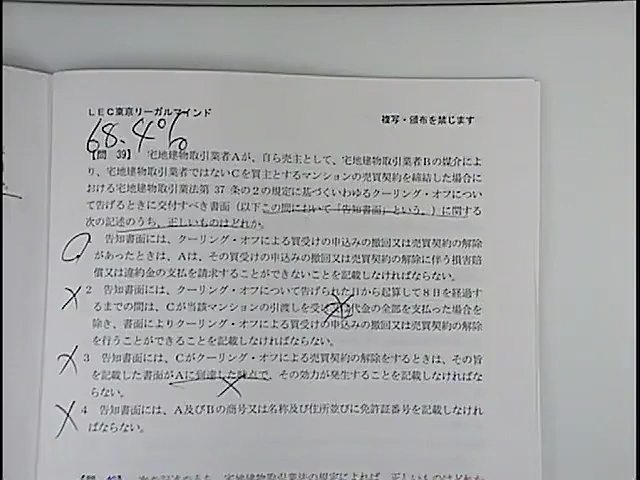 LEC東京リーガルマインド
複写・頒布を禁じます
68.4%
【問 39】 宅地建物取引業者Aが、自ら売主として、宅地建物取引業者Bの媒介によ
り、宅地建物取引業者ではないCを買主とするマンションの売買契約を締結した場合に
おける宅地建物取引業法第 37 条の2の規定に基づくいわゆるクーリング・オフについ
て告げるときに交付すべき書面（以下この問において「告知書面」という。）に関する
次の記述のうち、正しいものはどれか。
告知書面には、クーリング・オフによる買受けの申込みの撤回又は売買契約の解除
があったときは、Aは、その買受けの申込みの撤回又は売買契約の解除に伴う損害賠
償又は違約金の支払を請求することができないことを記載しなければならない。
2 告知書面には、クーリング・オフについて告げられた日から起算して8日を経過す
るまでの間は、Cが当該マンションの引渡しを受け又は代金の全部を支払った場合を
除き、書面によりクーリング・オフによる買受けの申込みの撤回又は売買契約の解除
を行うことができることを記載しなければならない。
3 告知書面には、Cがクーリング・オフによる売買契約の解除をするときは、その旨
を記載した書面がAに到達した時点で、その効力が発生することを記載しなければな
らない。
4 告知書面には、A及びBの商号又は名称及び住所並びに免許証番号を記載しなけれ
ばならない。